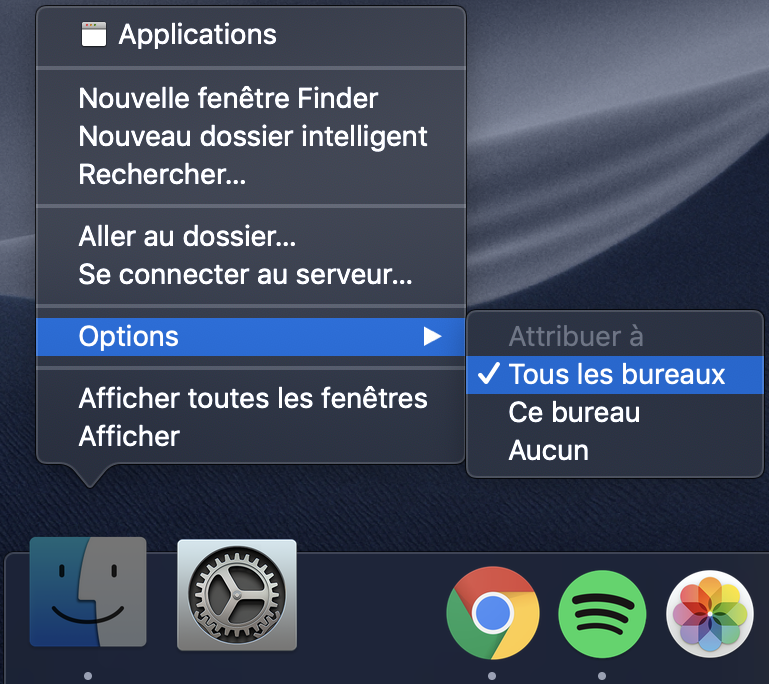 Applications
Nouvelle fenêtre Finder
Nouveau dossier intelligent
Rechercher...
Aller au dossier...
Se connecter au serveur...
Options
Attribuer à
Tous les bureaux
Ce bureau
Aucun
Afficher toutes les fenêtres
Afficher